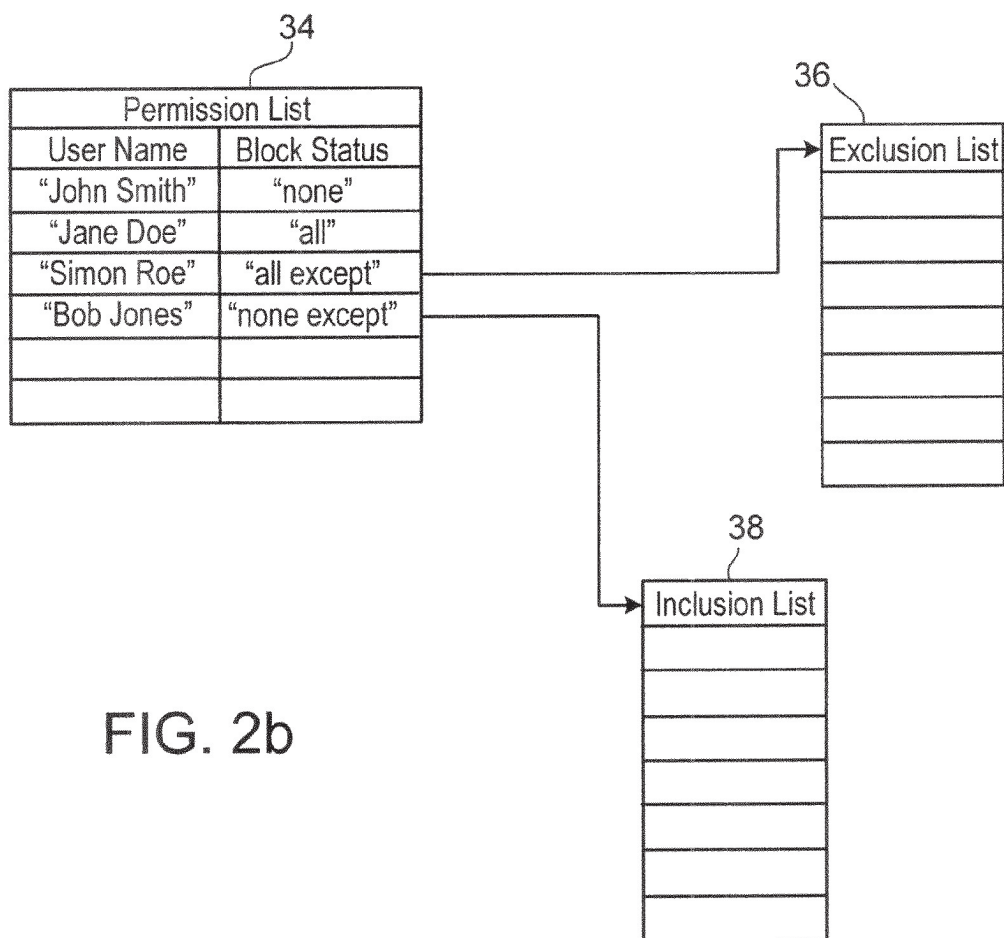 34
Permission List
User Name Block Status
“John Smith” “none”
“Jane Doe” “all”
“Simon Roe” “all except”
“Bob Jones” “none except”
36
Exclusion List
38
Inclusion List
FIG. 2b